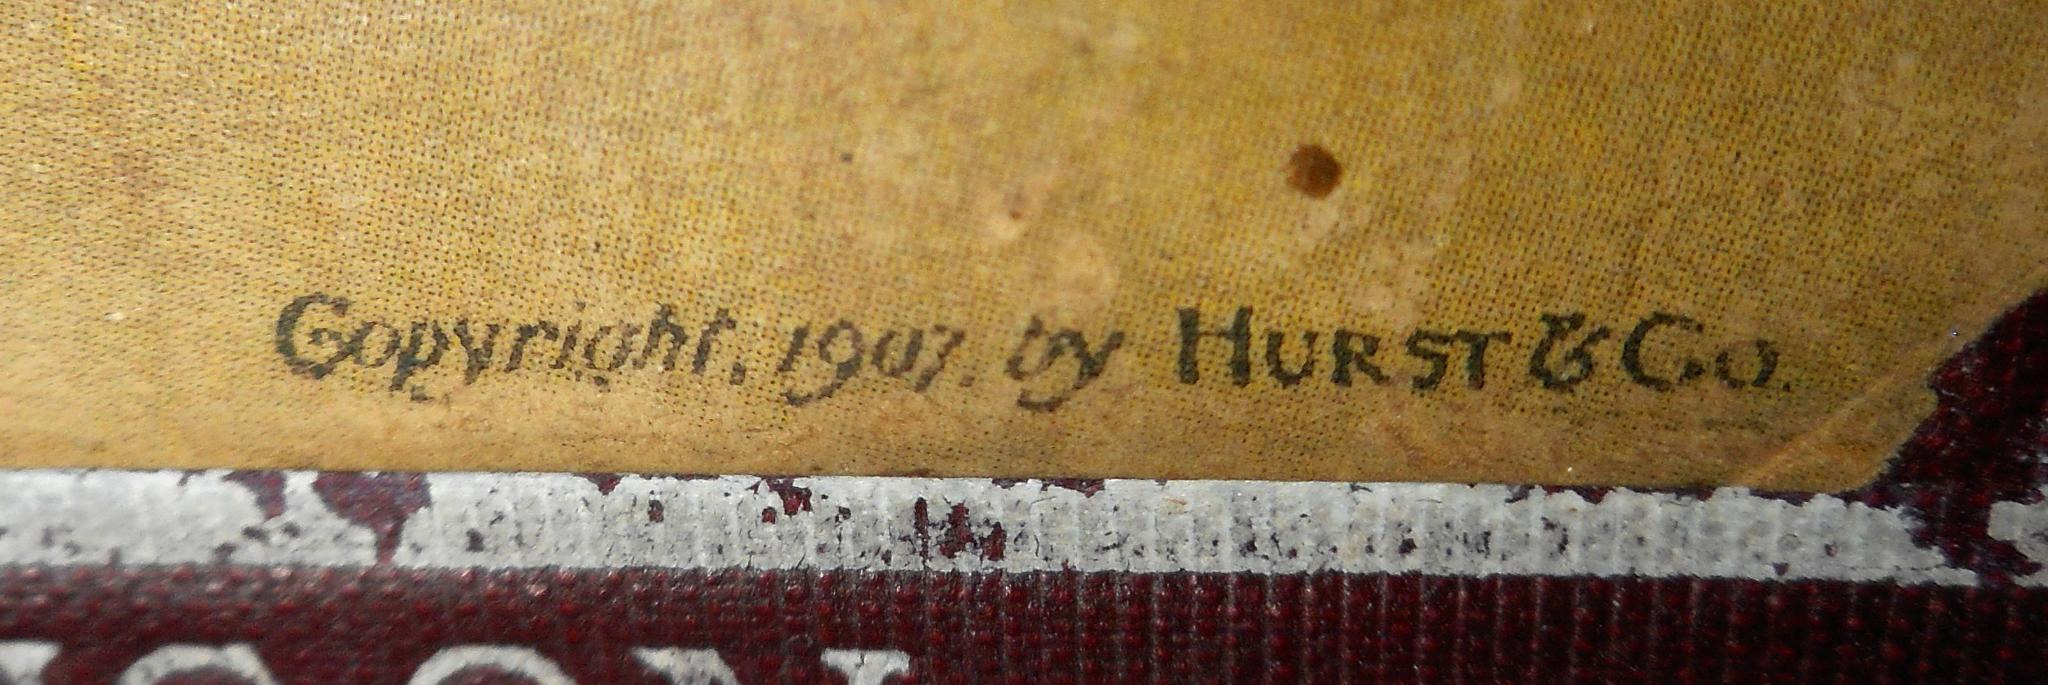 Copyright, 1907, by HURST & Co.